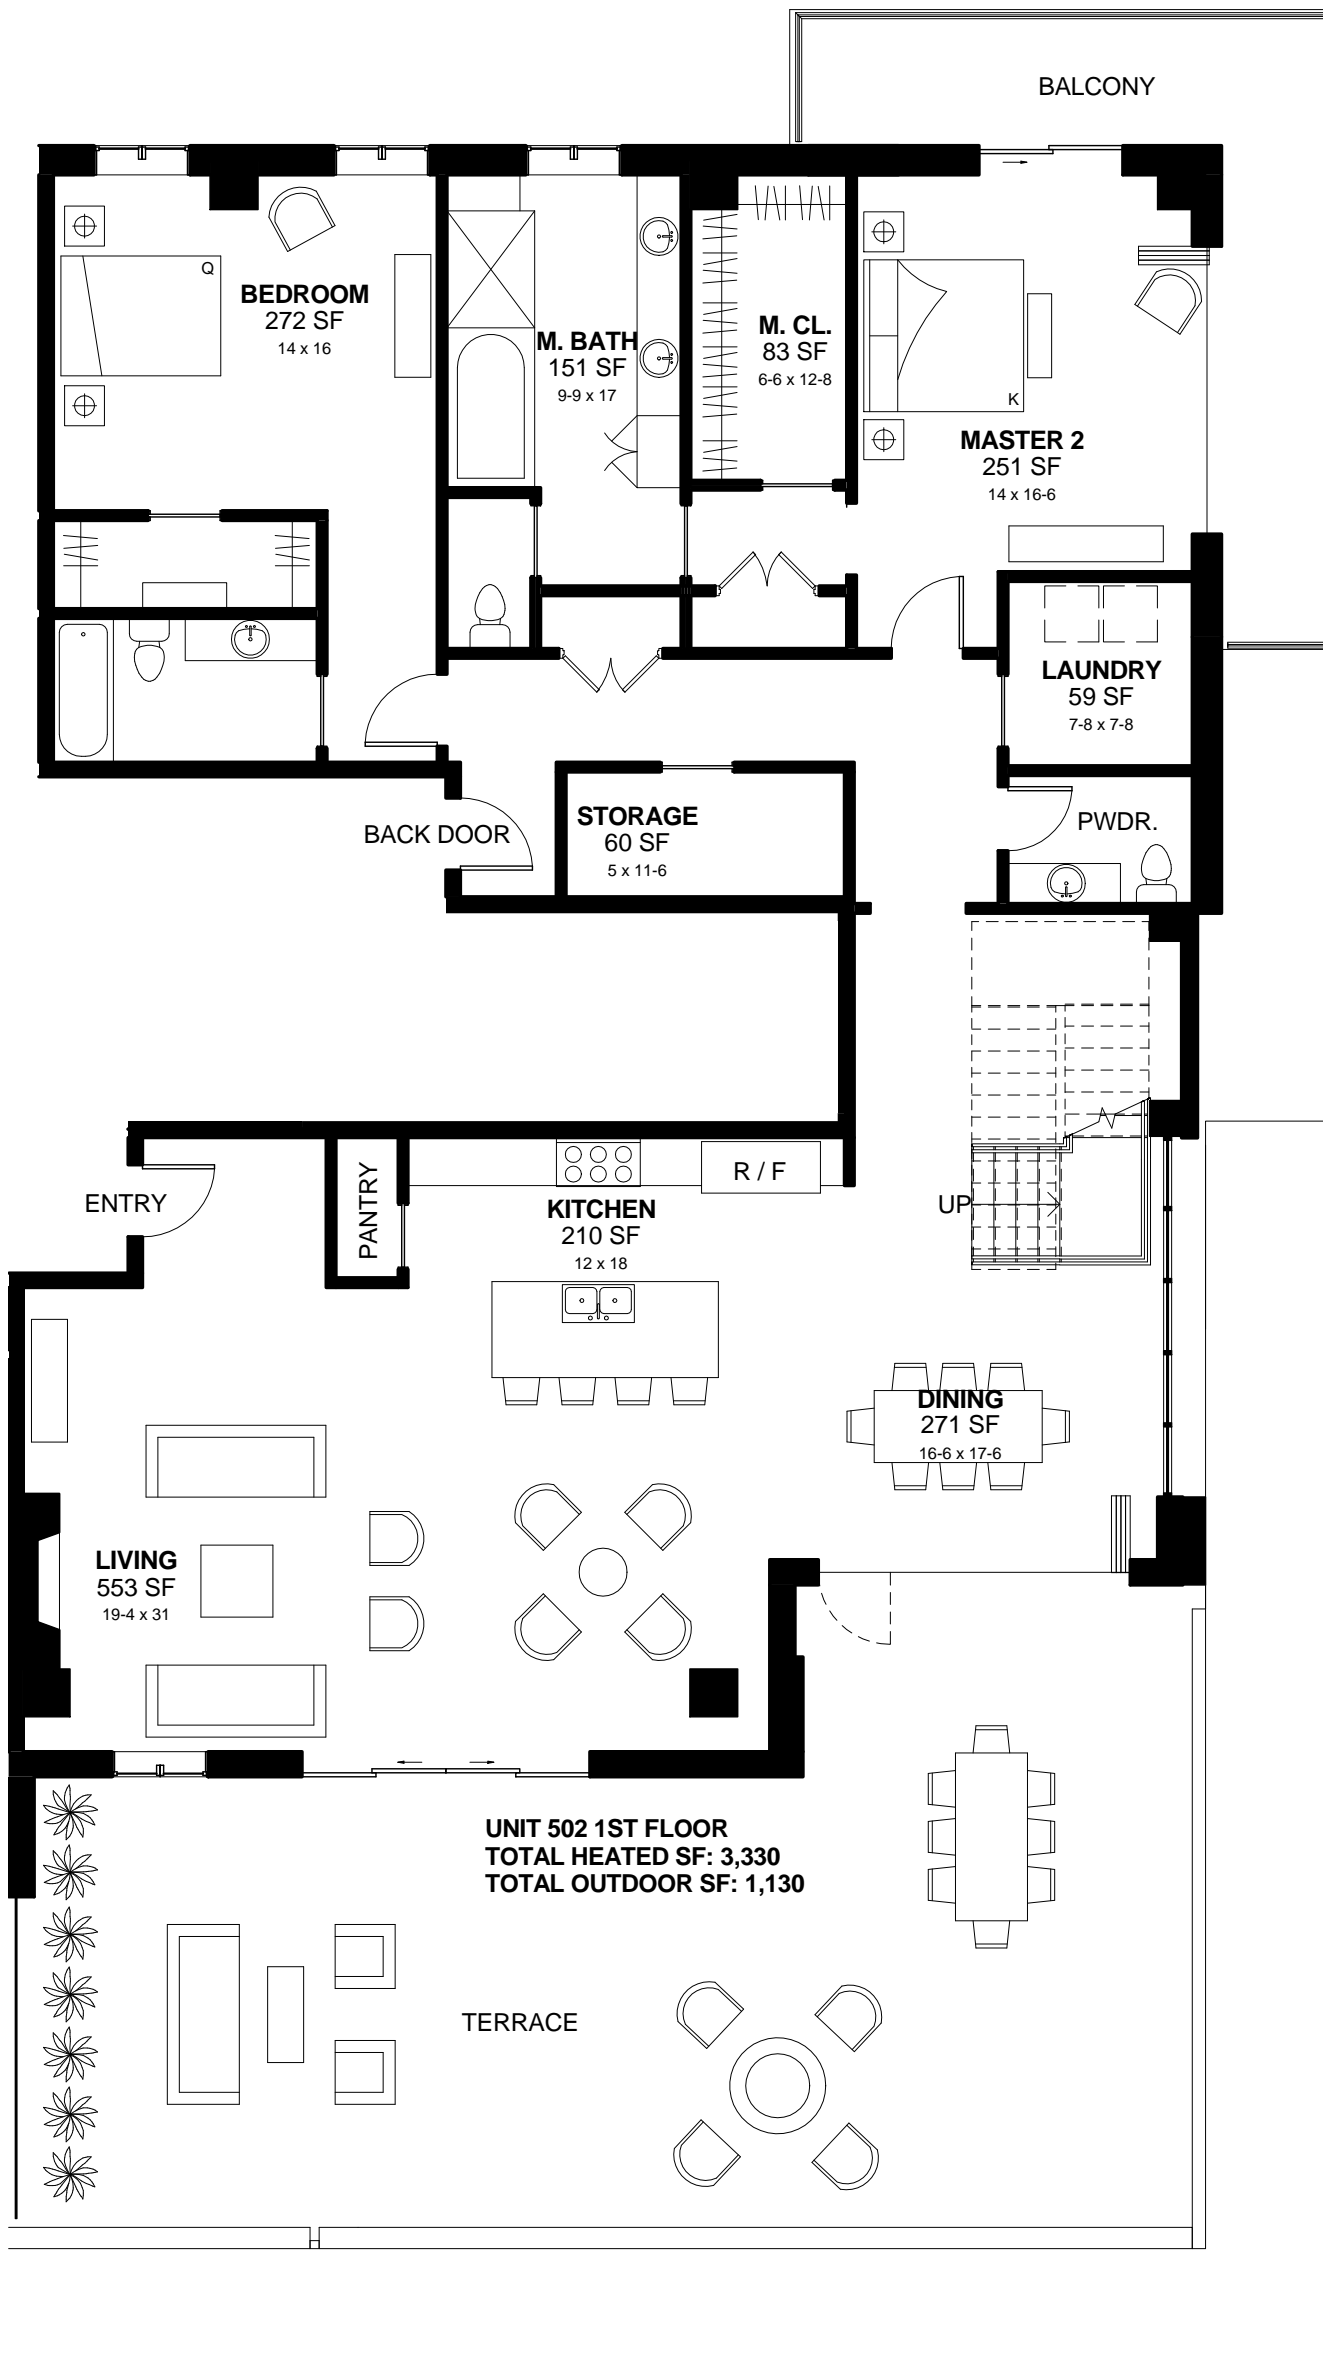 BALCONY
Q
BEDROOM
272 SF
14 x 16
M. BATH
151 SF
9-9 x 17
M. CL.
83 SF
6-6 x 12-8
K
MASTER 2
251 SF
14 x 16-6
LAUNDRY
59 SF
7-8 x 7-8
STORAGE
60 SF
5 x 11-6
BACK DOOR
PWDR.
ENTRY
PANTRY
R / F
KITCHEN
210 SF
12 x 18
UP
DINING
271 SF
16-6 x 17-6
LIVING
553 SF
19-4 x 31
UNIT 502 1ST FLOOR
TOTAL HEATED SF: 3,330
TOTAL OUTDOOR SF: 1,130
TERRACE